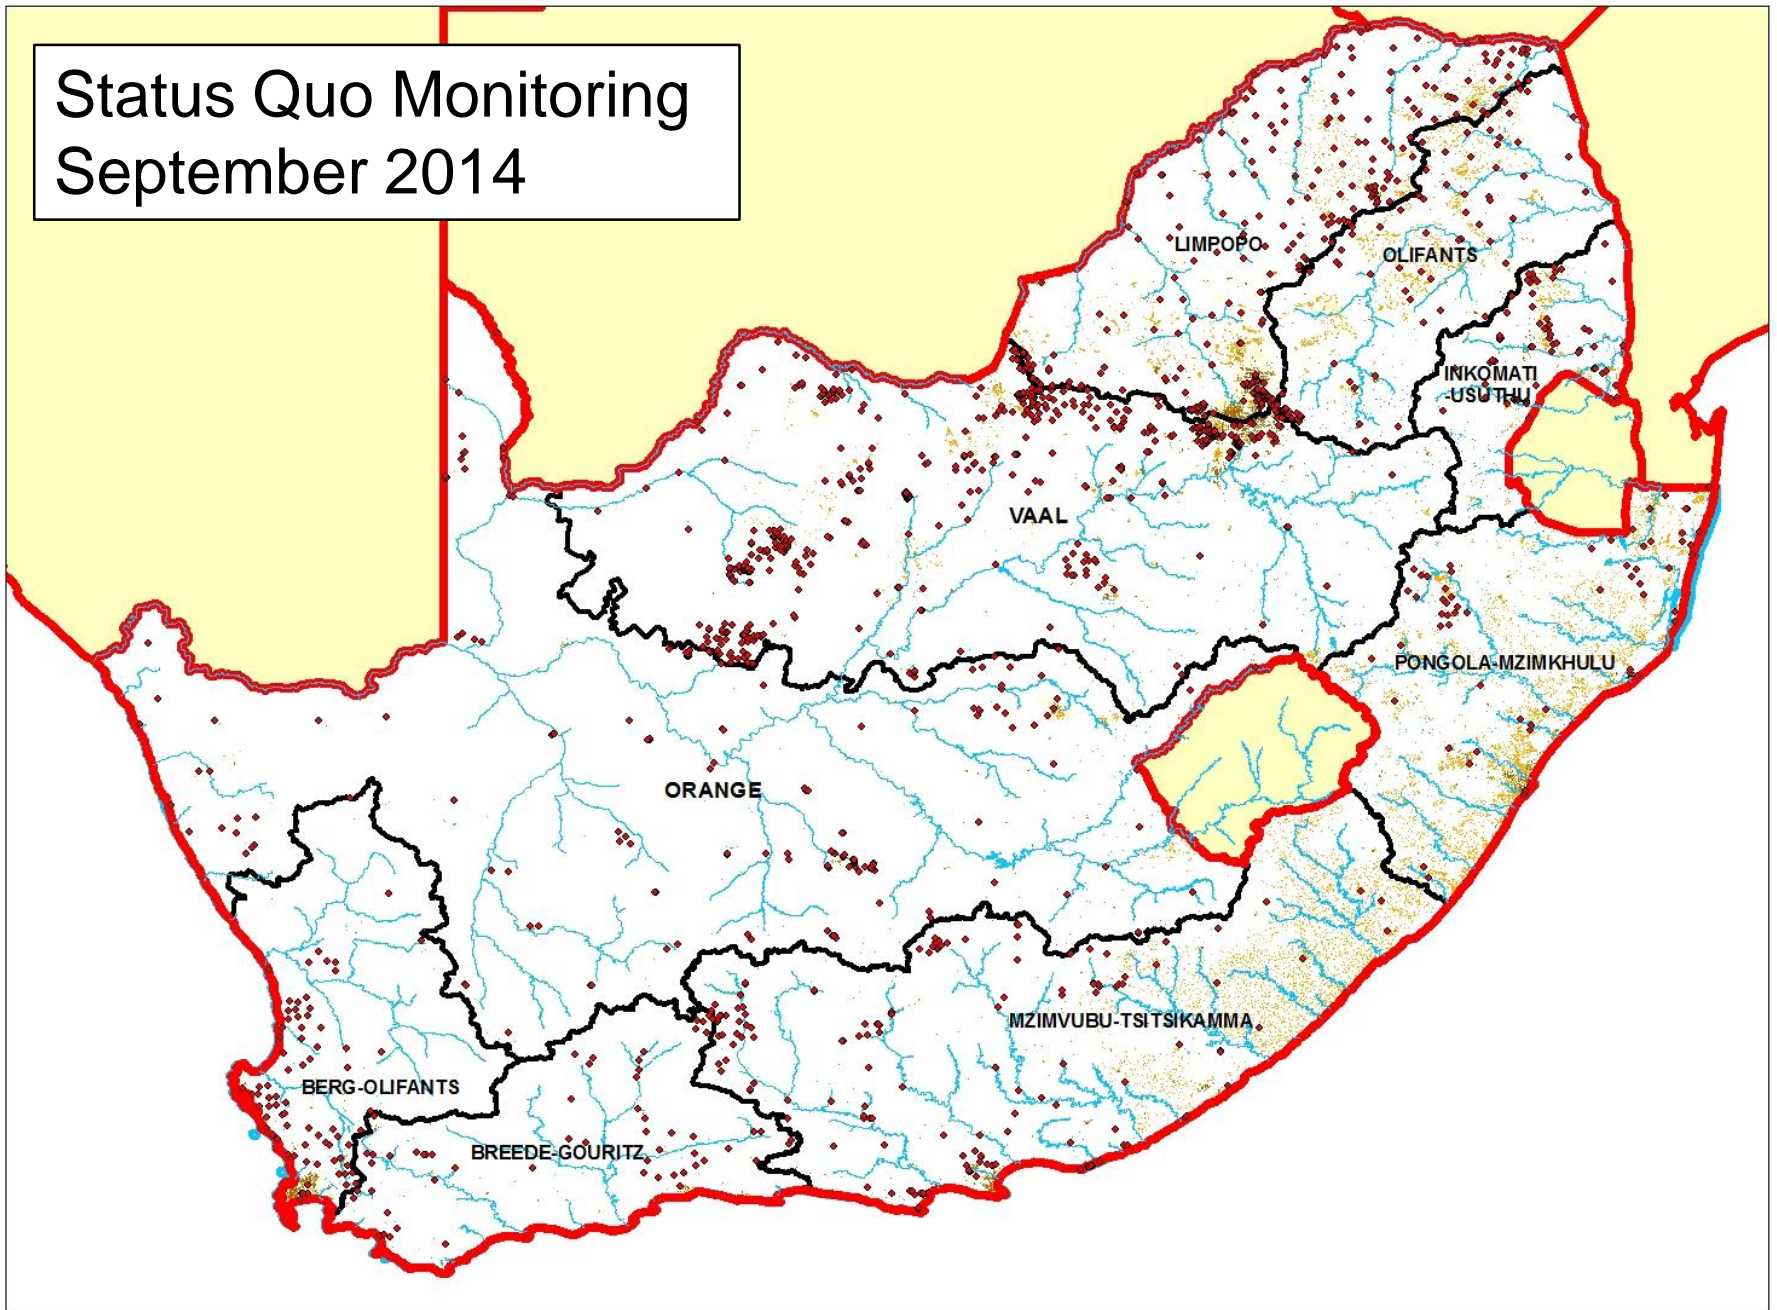 Status Quo Monitoring
September 2014
LIMPOPO
OLIFANTS
INKOMATI
-USUTHU
VAAL
PONGOLA-MZIMKHULU
ORANGE
MZIMVUBU-TSITSIKAMMA
BERG-OLIFANTS
BREEDE-GOURITZ